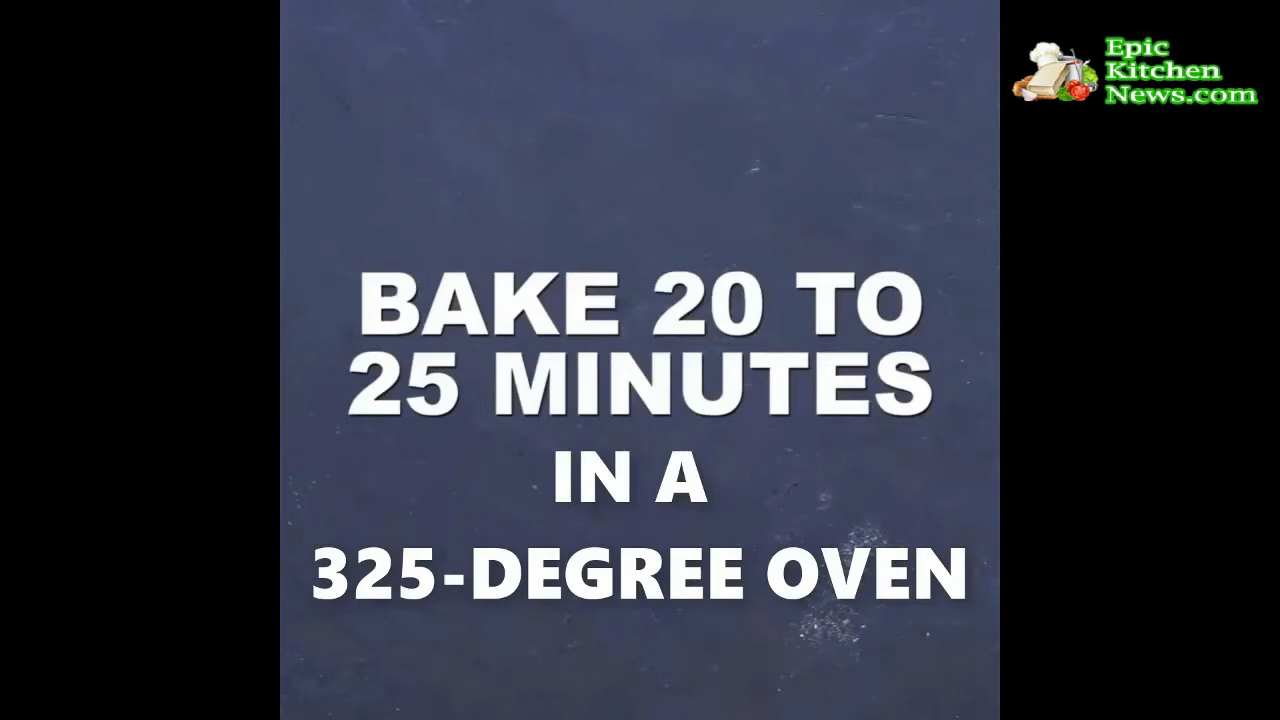 Epic
Kitchen
News.com
BAKE 20 TO
25 MINUTES
IN A
325-DEGREE OVEN